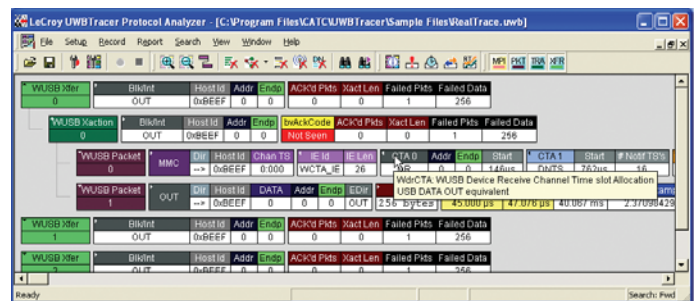 LeCroy UWBTracer Protocol Analyzer - [C:\Program Files\CATC\UWBTracer\Sample Files\RealTrace.uwb]
File Setup Record Report Search View Window Help
MPI PKT TRA XFR
WUSB Xfer Blk/Int Host Id Addr Endp ACK'd Pkts Xact Len Failed Pkts Failed Data
0 OUT 0xBEEF 0 0 0 0 1 256
WUSB Xaction Blk/Int Host Id Addr Endp bvAckCode ACK'd Pkts Xact Len Failed Pkts Failed Data
0 OUT 0xBEEF 0 0 Not Seen 0 0 1 256
WUSB Packet MMC Dir Host Id Chan TS IE Id IE Len CTA 0 Addr Endp Start CTA 1 Start # Notif TS's
0 --> 0xBEEF 0:000 WCTA_IE 26 DR 0 0 146µs DNTS 762µs 16
WdrCTA: WUSB Device Receive Channel Time slot Allocation
USB DATA OUT equivalent
WUSB Packet OUT Dir Host Id DATA Addr Endp EDir
1 --> 0xBEEF 0 0 0 OUT 256 bytes 45.000 µs 47.076 µs 40.067 ms 2.37098429
WUSB Xfer Blk/Int Host Id Addr Endp ACK'd Pkts Xact Len Failed Pkts Failed Data
1 OUT 0xBEEF 0 0 0 0 1 256
WUSB Xfer Blk/Int Host Id Addr Endp ACK'd Pkts Xact Len Failed Pkts Failed Data
2 OUT 0xBEEF 0 0 0 0 1 256
Ready Search: Fwd